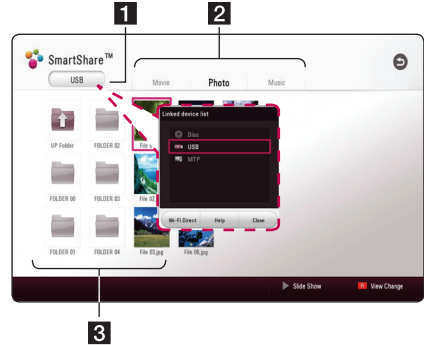 1
2
SmartShare™
USB
Movie
Photo
Music
Linked device list
Disc
USB
MTP
Wi-Fi Direct
Help
Close
UP Folder
FOLDER 02
FOLDER 00
FOLDER 03
File 02
FOLDER 01
FOLDER 04
File 03.jpg
File 08.jpg
Slide Show
R View Change
3